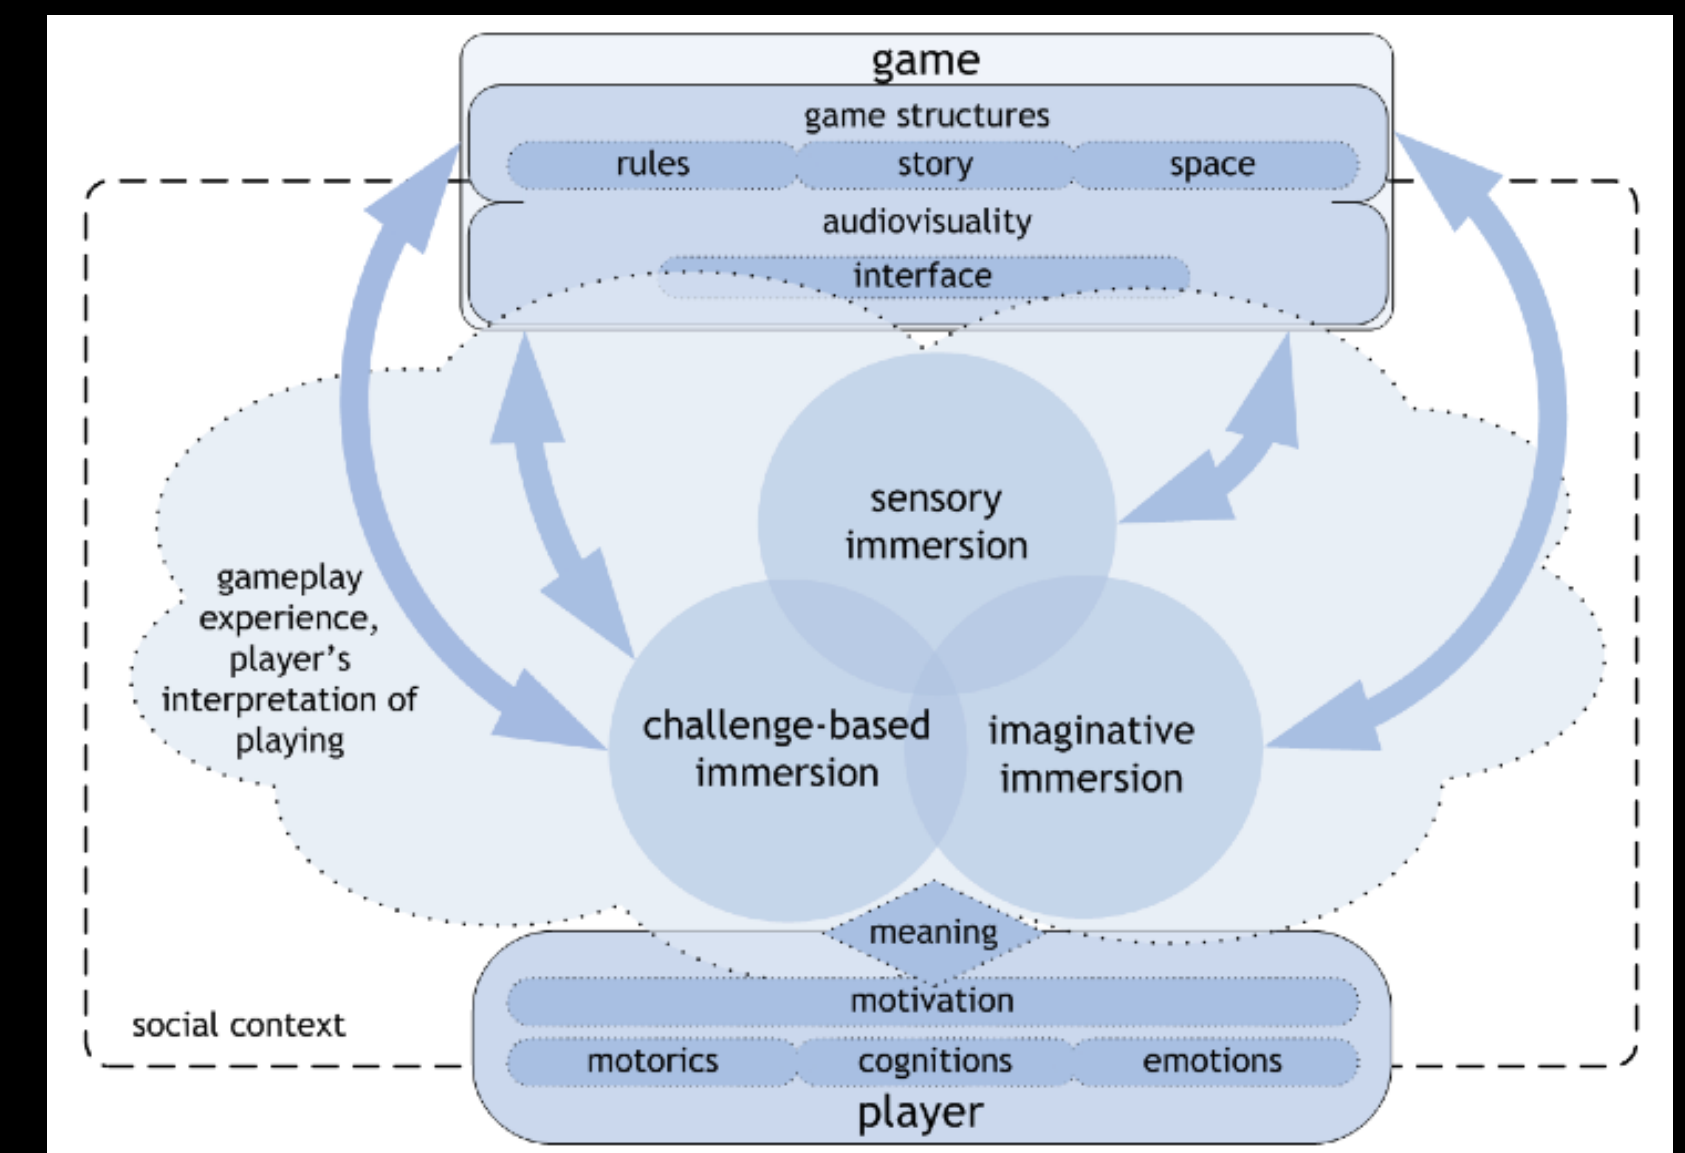 game
game structures
rules story space
audiovisuality
interface
sensory
immersion
gameplay
experience,
player's
interpretation of
playing
challenge-based
immersion
imaginative
immersion
meaning
motivation
social context
motorics cognitions emotions
player